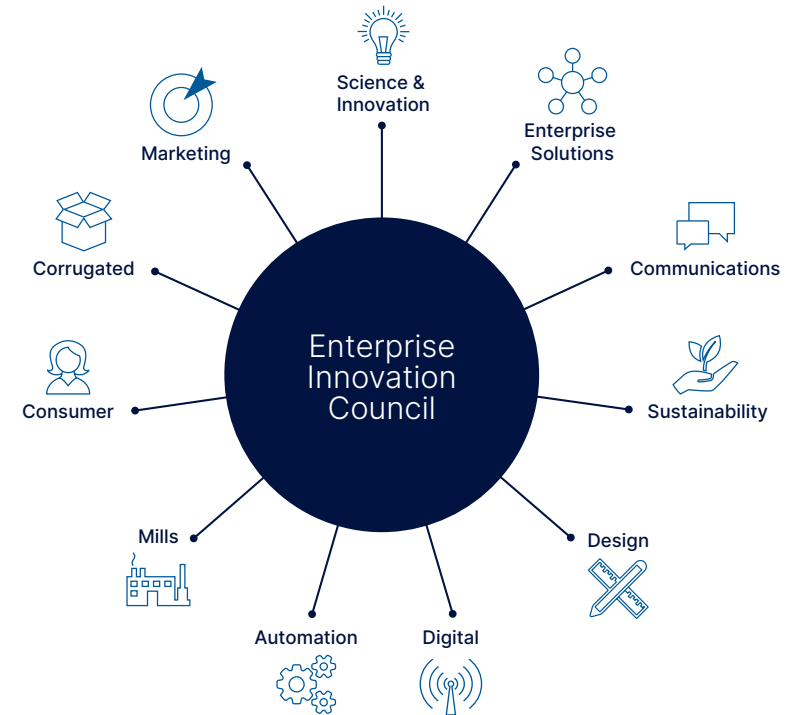 Science &
Innovation
Enterprise
Solutions
Marketing
Corrugated
Communications
Enterprise
Innovation
Council
Consumer
Sustainability
Mills
Design
Automation
Digital